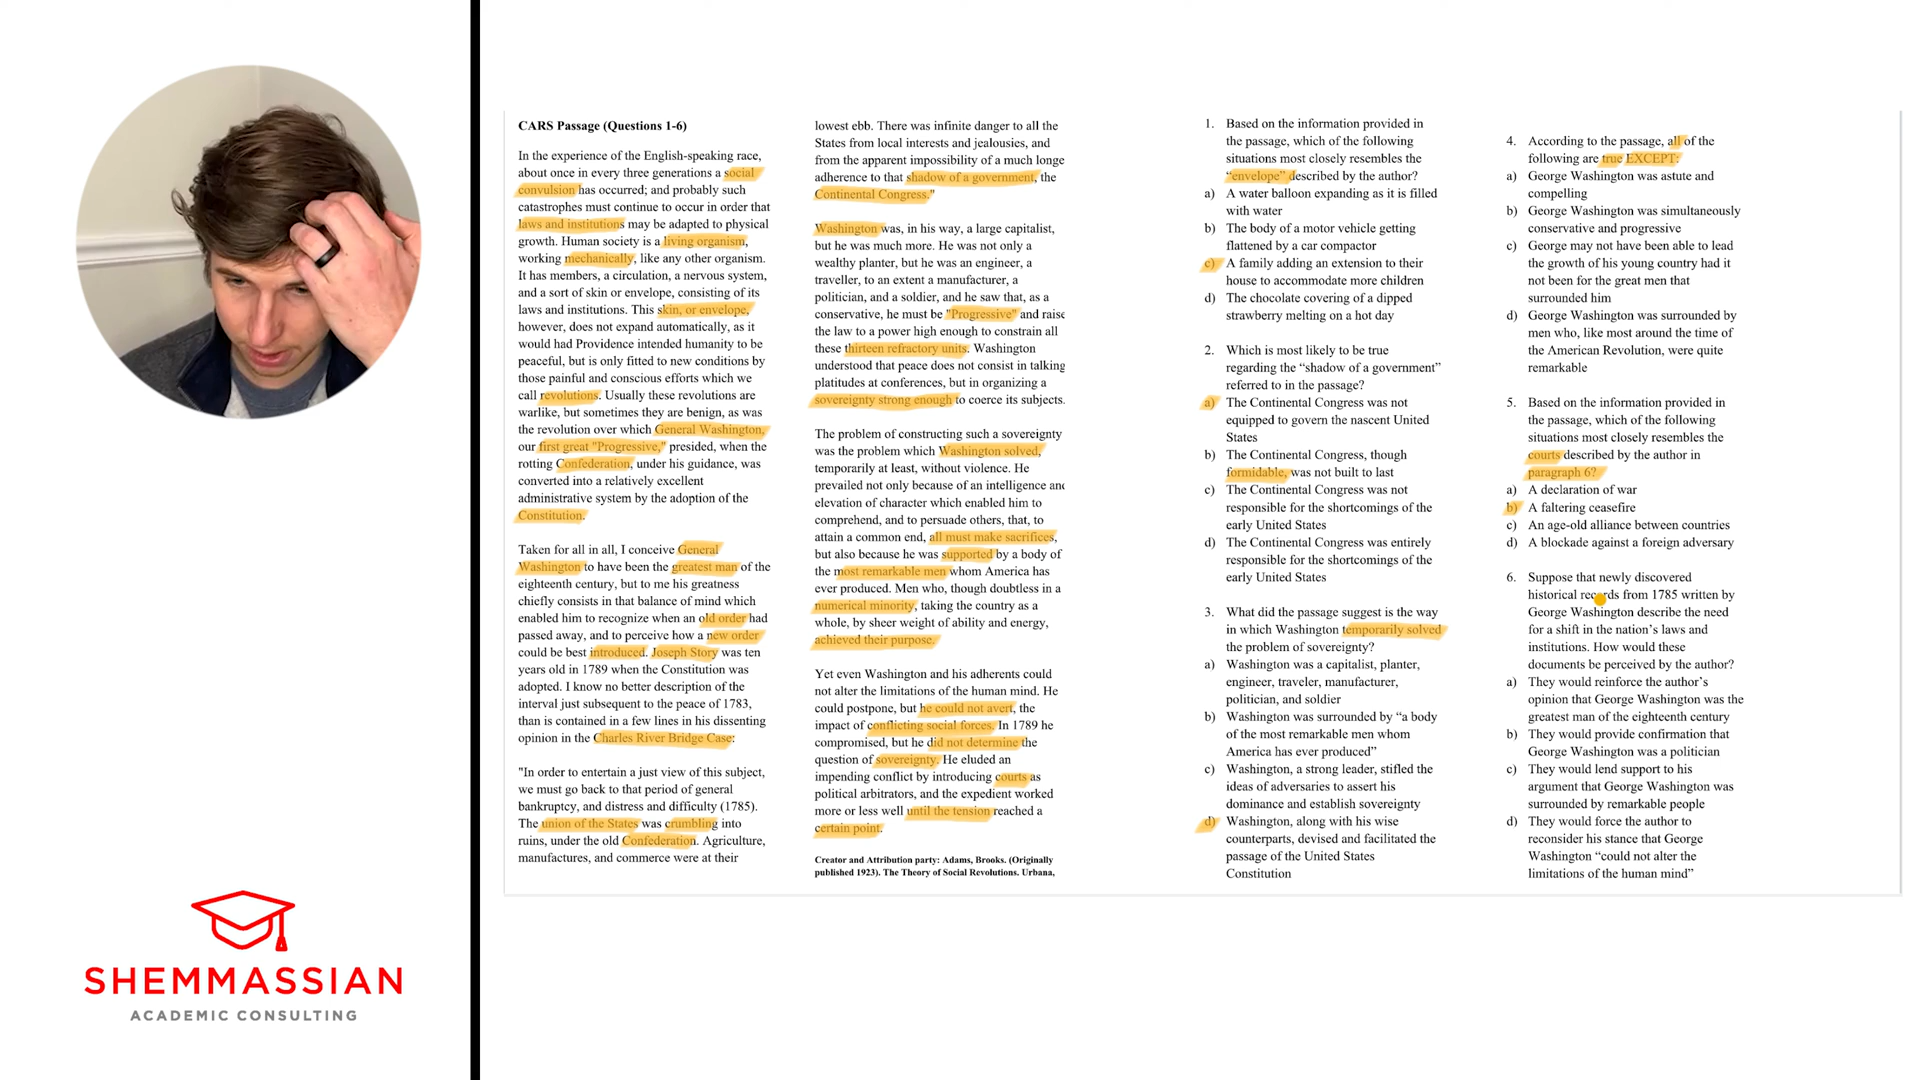 CARS Passage (Questions 1-6)
In the experience of the English-speaking race,
about once in every three generations a social
convulsion has occurred; and probably such
catastrophes must continue to occur in order that
laws and institutions may be adapted to physical
growth. Human society is a living organism,
working mechanically, like any other organism.
It has members, a circulation, a nervous system,
and a sort of skin or envelope, consisting of its
laws and institutions. This skin, or envelope,
however, does not expand automatically, as it
would had Providence intended humanity to be
peaceful, but is only fitted to new conditions by
those painful and conscious efforts which we
call revolutions. Usually these revolutions are
warlike, but sometimes they are benign, as was
the revolution over which General Washington,
our first great "Progressive," presided, when the
rotting Confederation, under his guidance, was
converted into a relatively excellent
administrative system by the adoption of the
Constitution.
Taken for all in all, I conceive General
Washington to have been the greatest man of the
eighteenth century, but to me his greatness
chiefly consists in that balance of mind which
enabled him to recognize when an old order had
passed away, and to perceive how a new order
could be best introduced. Joseph Story was ten
years old in 1789 when the Constitution was
adopted. I know no better description of the
interval just subsequent to the peace of 1783,
than is contained in a few lines in his dissenting
opinion in the Charles River Bridge Case:
"In order to entertain a just view of this subject,
we must go back to that period of general
bankruptcy, and distress and difficulty (1785).
The union of the States was crumbling into
ruins, under the old Confederation. Agriculture,
manufactures, and commerce were at their
lowest ebb. There was infinite danger to all the
States from local interests and jealousies, and
from the apparent impossibility of a much longe
adherence to that shadow of a government, the
Continental Congress."
Washington was, in his way, a large capitalist,
but he was much more. He was not only a
wealthy planter, but he was an engineer, a
traveller, to an extent a manufacturer, a
politician, and a soldier, and he saw that, as a
conservative, he must be "Progressive" and raise
the law to a power high enough to constrain all
these thirteen refractory units. Washington
understood that peace does not consist in talking
platitudes at conferences, but in organizing a
sovereignty strong enough to coerce its subjects.
The problem of constructing such a sovereignty
was the problem which Washington solved,
temporarily at least, without violence. He
prevailed not only because of an intelligence and
elevation of character which enabled him to
comprehend, and to persuade others, that, to
attain a common end, all must make sacrifices,
but also because he was supported by a body of
the most remarkable men whom America has
ever produced. Men who, though doubtless in a
numerical minority, taking the country as a
whole, by sheer weight of ability and energy,
achieved their purpose.
Yet even Washington and his adherents could
not alter the limitations of the human mind. He
could postpone, but he could not avert, the
impact of conflicting social forces. In 1789 he
compromised, but he did not determine the
question of sovereignty. He eluded an
impending conflict by introducing courts as
political arbitrators, and the expedient worked
more or less well until the tension reached a
certain point.
Creator and Attribution party: Adams, Brooks. (Originally
published 1923). The Theory of Social Revolutions. Urbana,
1. Based on the information provided in
the passage, which of the following
situations most closely resembles the
“envelope” described by the author?
a) A water balloon expanding as it is filled
with water
b) The body of a motor vehicle getting
flattened by a car compactor
c) A family adding an extension to their
house to accommodate more children
d) The chocolate covering of a dipped
strawberry melting on a hot day
2. Which is most likely to be true
regarding the “shadow of a government”
referred to in the passage?
a) The Continental Congress was not
equipped to govern the nascent United
States
b) The Continental Congress, though
formidable, was not built to last
c) The Continental Congress was not
responsible for the shortcomings of the
early United States
d) The Continental Congress was entirely
responsible for the shortcomings of the
early United States
3. What did the passage suggest is the way
in which Washington temporarily solved
the problem of sovereignty?
a) Washington was a capitalist, planter,
engineer, traveler, manufacturer,
politician, and soldier
b) Washington was surrounded by “a body
of the most remarkable men whom
America has ever produced”
c) Washington, a strong leader, stifled the
ideas of adversaries to assert his
dominance and establish sovereignty
d) Washington, along with his wise
counterparts, devised and facilitated the
passage of the United States
Constitution
4. According to the passage, all of the
following are true EXCEPT:
a) George Washington was astute and
compelling
b) George Washington was simultaneously
conservative and progressive
c) George may not have been able to lead
the growth of his young country had it
not been for the great men that
surrounded him
d) George Washington was surrounded by
men who, like most around the time of
the American Revolution, were quite
remarkable
5. Based on the information provided in
the passage, which of the following
situations most closely resembles the
courts described by the author in
paragraph 6?
a) A declaration of war
b) A faltering ceasefire
c) An age-old alliance between countries
d) A blockade against a foreign adversary
6. Suppose that newly discovered
historical records from 1785 written by
George Washington describe the need
for a shift in the nation’s laws and
institutions. How would these
documents be perceived by the author?
a) They would reinforce the author’s
opinion that George Washington was the
greatest man of the eighteenth century
b) They would provide confirmation that
George Washington was a politician
c) They would lend support to his
argument that George Washington was
surrounded by remarkable people
d) They would force the author to
reconsider his stance that George
Washington “could not alter the
limitations of the human mind”
SHEMMASSIAN
ACADEMIC CONSULTING